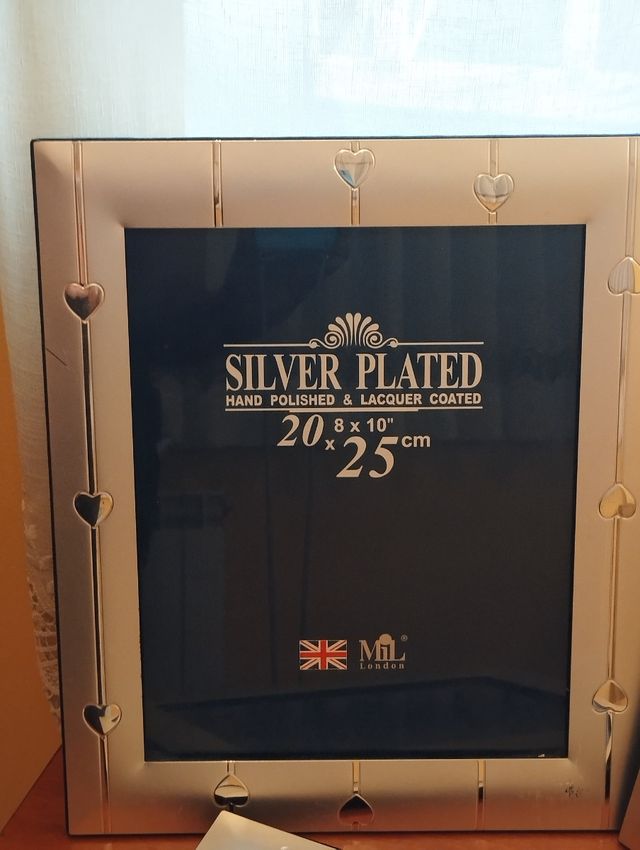 SILVER PLATED
HAND POLISHED & LACQUER COATED
20 x 25 cm
8 x 10"
MiL®
London